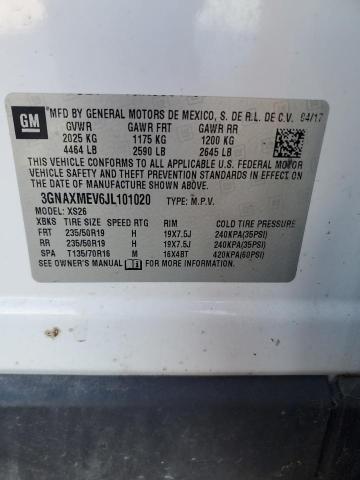 GM MFD BY GENERAL MOTORS DE MEXICO, S. DE R.L. DE C.V. 04/17
GVWR GAWR FRT GAWR RR
2025 KG 1175 KG 1200 KG
4464 LB 2590 LB 2645 LB
THIS VEHICLE CONFORMS TO ALL APPLICABLE U.S. FEDERAL MOTOR
VEHICLE SAFETY AND THEFT PREVENTION STANDARDS IN EFFECT
ON THE DATE OF MANUFACTURE SHOWN ABOVE.
3GNAXMEV6JL101020 TYPE: M.P.V.
MODEL: XS26
XBKS TIRE SIZE SPEED RTG RIM COLD TIRE PRESSURE
FRT 235/50R19 H 19X7.5J 240KPA(35PSI)
RR 235/50R19 H 19X7.5J 240KPA(35PSI)
SPA T135/70R16 M 16X4BT 420KPA(60PSI)
SEE OWNER'S MANUAL FOR MORE INFORMATION